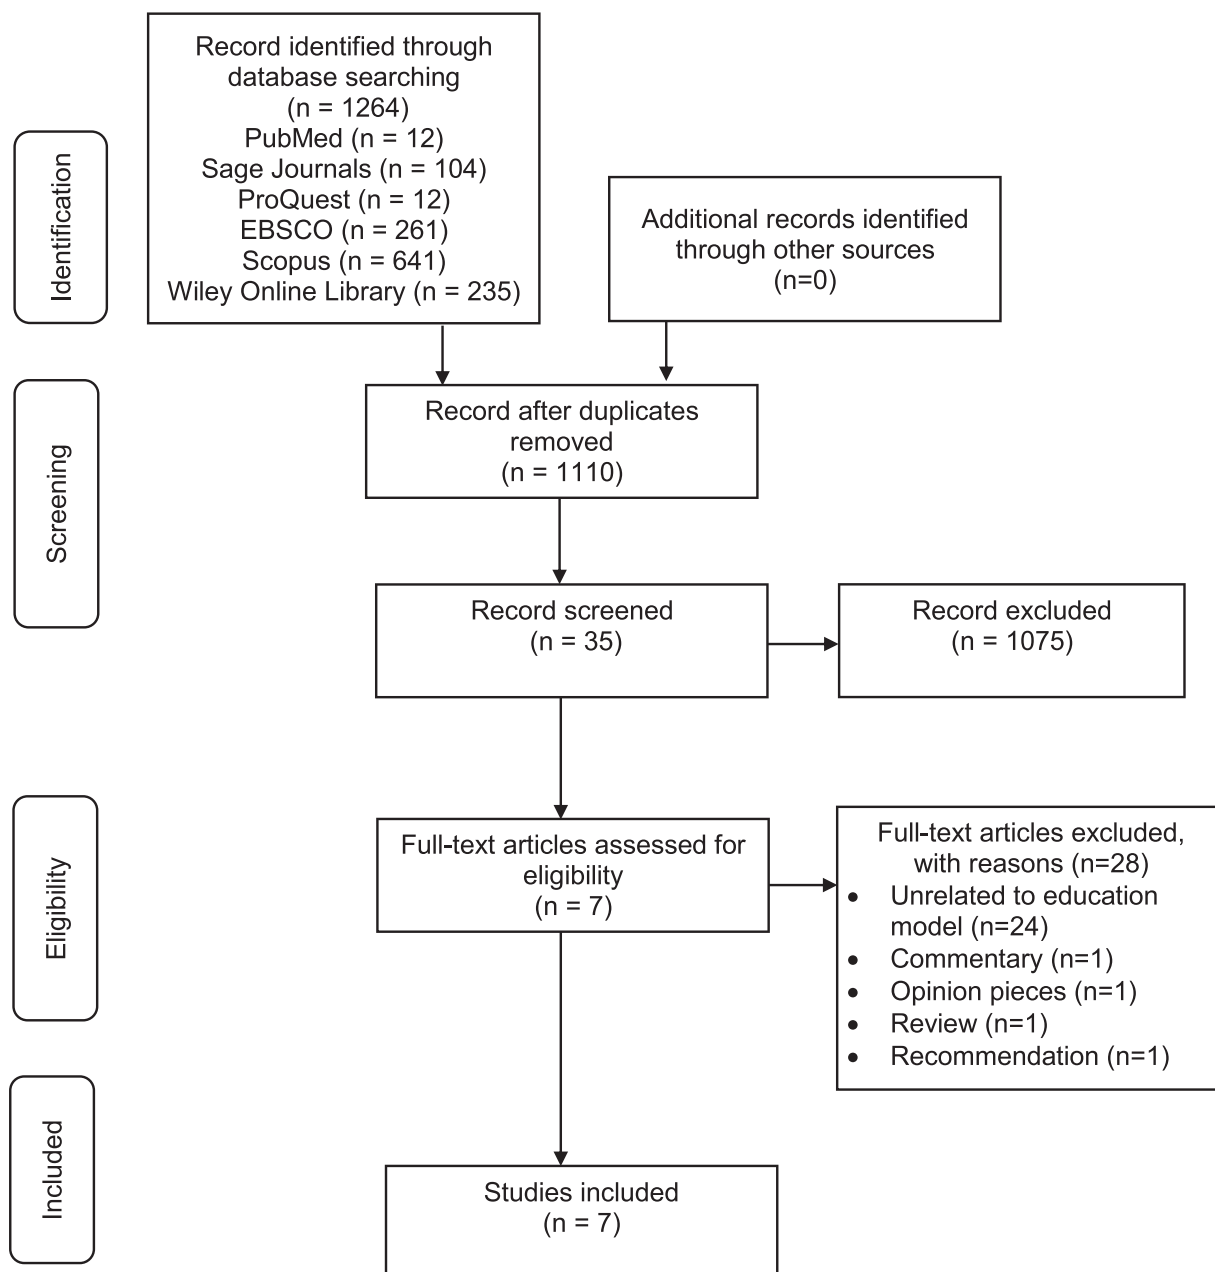 Identification
Record identified through
database searching
(n = 1264)
PubMed (n = 12)
Sage Journals (n = 104)
ProQuest (n = 12)
EBSCO (n = 261)
Scopus (n = 641)
Wiley Online Library (n = 235)
Additional records identified
through other sources
(n=0)
Screening
Record after duplicates
removed
(n = 1110)
Record screened
(n = 35)
Record excluded
(n = 1075)
Eligibility
Full-text articles assessed for
eligibility
(n = 7)
Full-text articles excluded,
with reasons (n=28)
• Unrelated to education
model (n=24)
• Commentary (n=1)
• Opinion pieces (n=1)
• Review (n=1)
• Recommendation (n=1)
Included
Studies included
(n = 7)